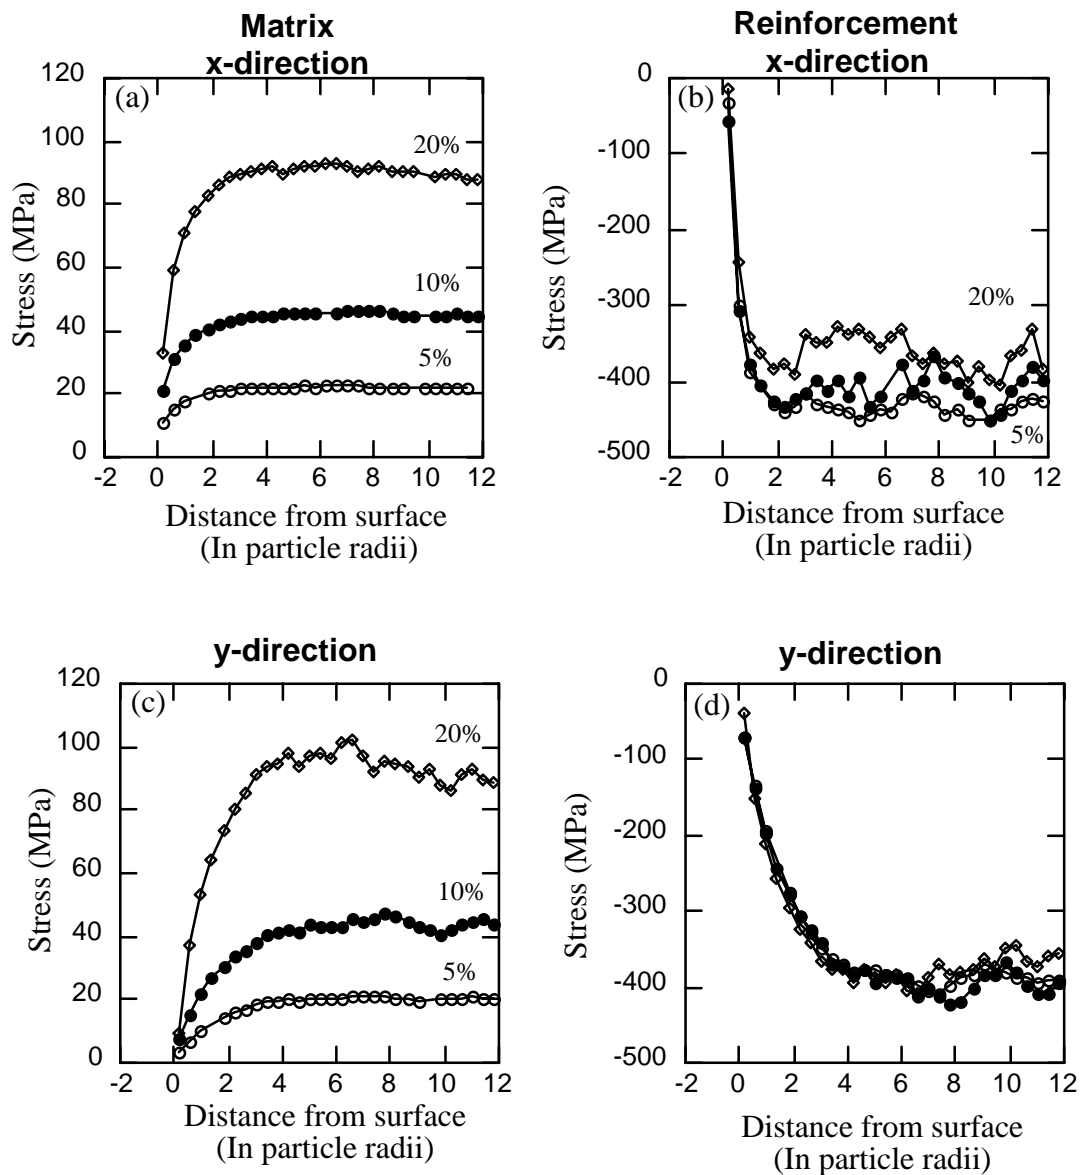 Matrix
x-direction
120
100
80
60
40
20
0
(a)
20%
10%
5%
-2 0 2 4 6 8 10 12
Stress (MPa)
Distance from surface
(In particle radii)
Reinforcement
x-direction
0
-100
-200
-300
-400
-500
(b)
20%
5%
-2 0 2 4 6 8 10 12
Stress (MPa)
Distance from surface
(In particle radii)
y-direction
120
100
80
60
40
20
0
(c)
20%
10%
5%
-2 0 2 4 6 8 10 12
Stress (MPa)
Distance from surface
(In particle radii)
y-direction
0
-100
-200
-300
-400
-500
(d)
-2 0 2 4 6 8 10 12
Stress (MPa)
Distance from surface
(In particle radii)